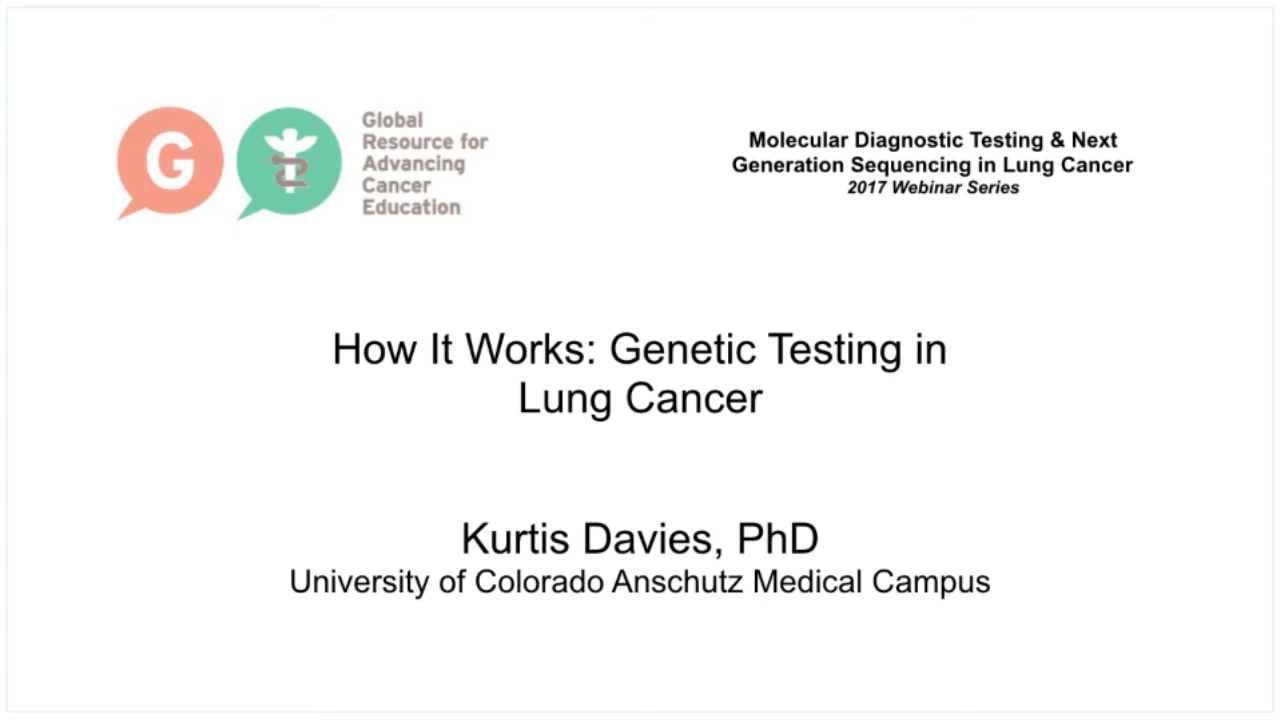 G
Global
Resource for
Advancing
Cancer
Education
Molecular Diagnostic Testing & Next
Generation Sequencing in Lung Cancer
2017 Webinar Series
How It Works: Genetic Testing in
Lung Cancer
Kurtis Davies, PhD
University of Colorado Anschutz Medical Campus